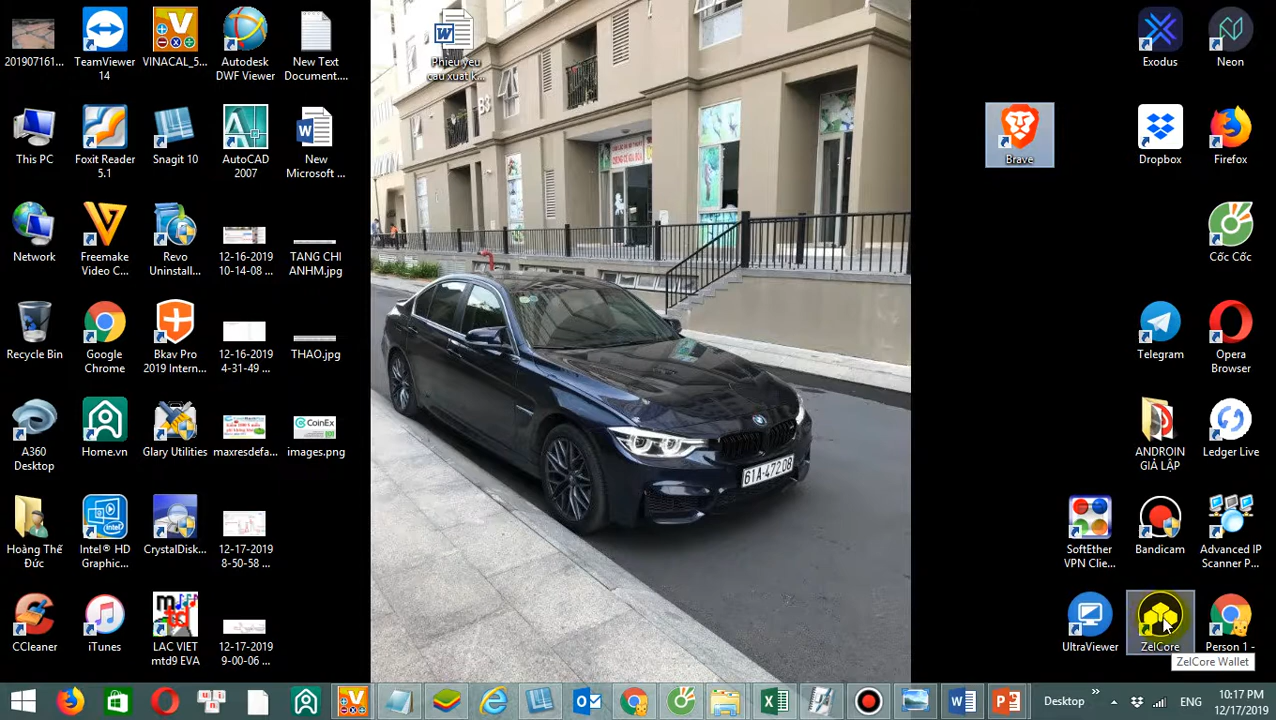 201907161...
TeamViewer
14
VINACAL_5...
Autodesk
DWF Viewer
New Text
Document....
Phieu yeu
cau xuat k...
Exodus
Neon
This PC
Foxit Reader
5.1
Snagit 10
AutoCAD
2007
New
Microsoft ...
Brave
Dropbox
Firefox
B3
Network
Freemake
Video C...
Revo
Uninstall...
12-16-2019
10-14-08 ...
TANG CHI
ANHM.jpg
Cốc Cốc
Recycle Bin
Google
Chrome
Bkav Pro
2019 Intern...
12-16-2019
4-31-49 ...
THAO.jpg
Telegram
Opera
Browser
A360
Desktop
Home.vn
Glary Utilities
maxresdefa...
CoinEx
images.png
ANDROIN
GIẢ LẬP
Ledger Live
61A-472.08
Hoàng Thế
Đức
Intel® HD
Graphic...
CrystalDisk...
12-17-2019
8-50-58 ...
SoftEther
VPN Clie...
Bandicam
Advanced IP
Scanner P...
CCleaner
iTunes
LAC VIET
mtd9 EVA
12-17-2019
9-00-06 ...
UltraViewer
ZelCore
Person 1 -
ZelCore Wallet
Desktop
ENG
10:17 PM
12/17/2019